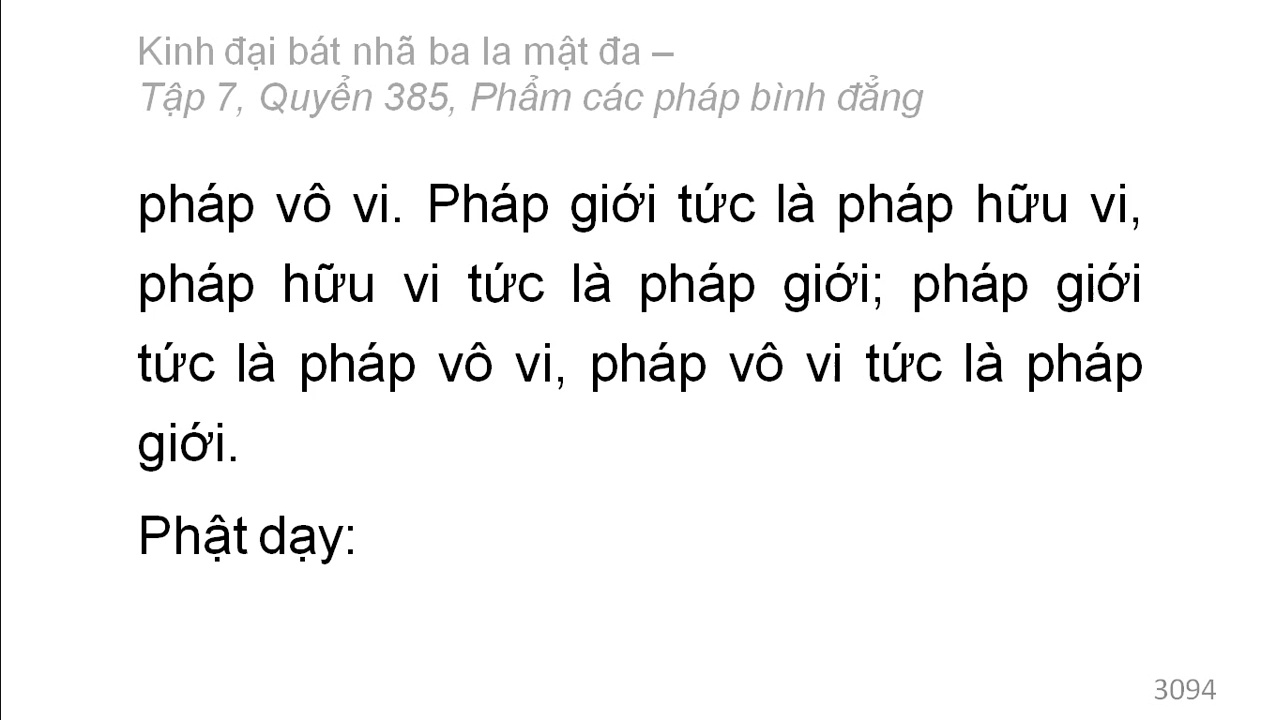 Kinh đại bát nhã ba la mật đa –
Tập 7, Quyển 385, Phẩm các pháp bình đẳng
pháp vô vi. Pháp giới tức là pháp hữu vi,
pháp hữu vi tức là pháp giới; pháp giới
tức là pháp vô vi, pháp vô vi tức là pháp
giới.
Phật dạy:
3094